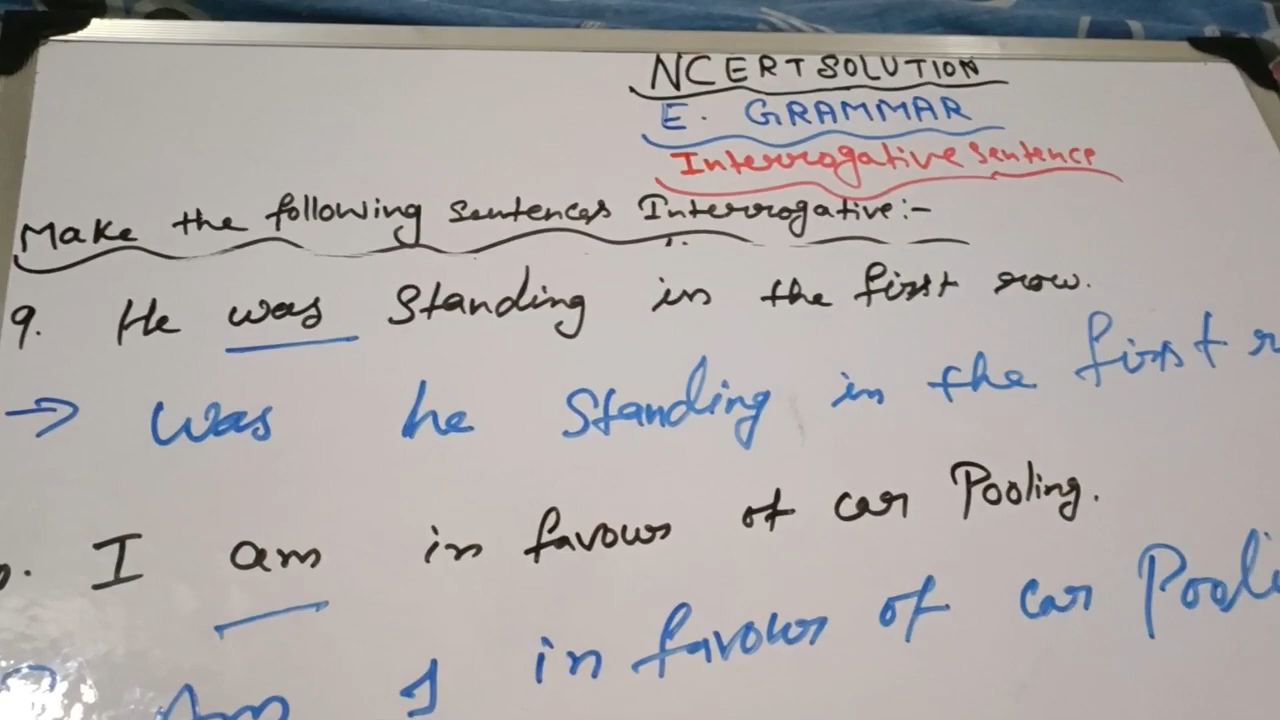 NCERT SOLUTION
E. GRAMMAR
Interrogative Sentence
Make the following Sentences Interrogative:-
9. He was Standing in the first row.
→ Was he Standing in the first
I am in favour of car Pooling.
Am I in favour of car